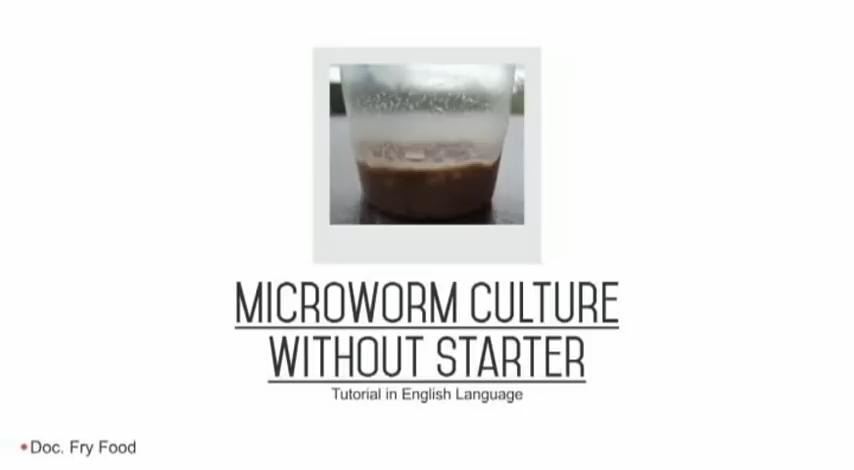 MICROWORM CULTURE
WITHOUT STARTER
Tutorial in English Language
•Doc. Fry Food